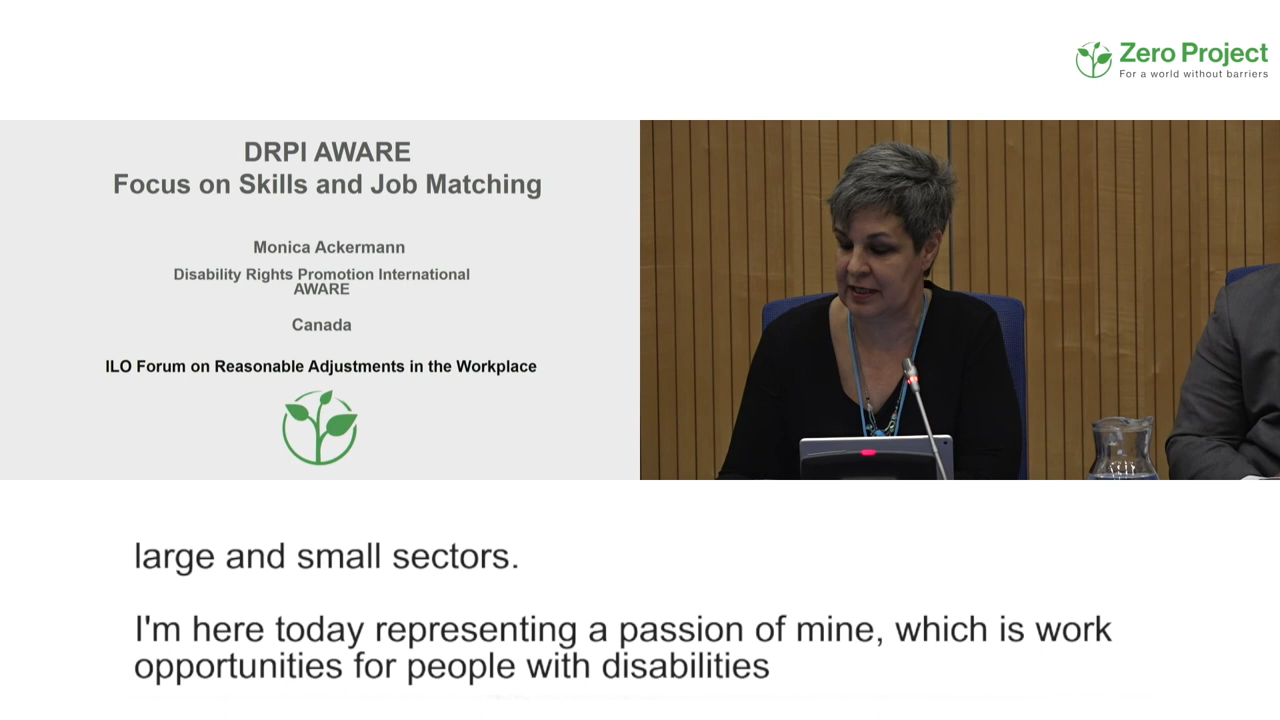 Zero Project
For a world without barriers
DRPI AWARE
Focus on Skills and Job Matching
Monica Ackermann
Disability Rights Promotion International
AWARE
Canada
ILO Forum on Reasonable Adjustments in the Workplace
large and small sectors.
I'm here today representing a passion of mine, which is work
opportunities for people with disabilities